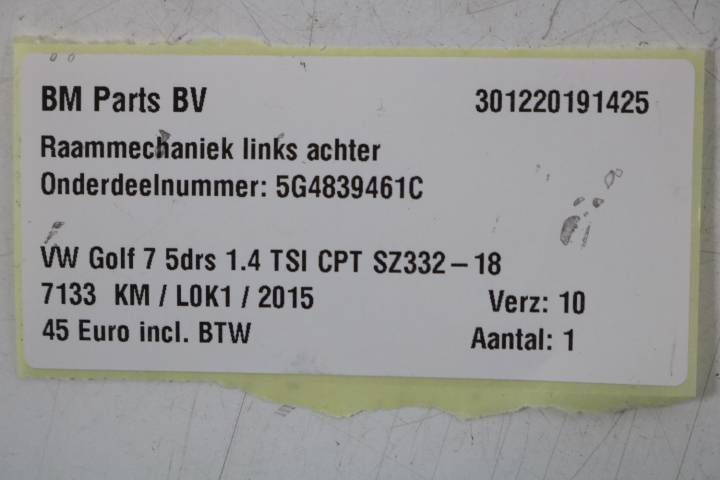 BM Parts BV 301220191425
Raammechaniek links achter
Onderdeelnummer: 5G4839461C
VW Golf 7 5drs 1.4 TSI CPT SZ332-18
7133 KM / L0K1 / 2015 Verz: 10
45 Euro incl. BTW Aantal: 1